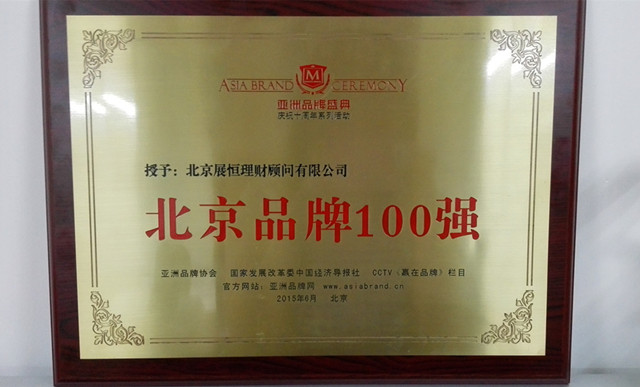 ASIA BRAND M CEREMONY
亚洲品牌盛典
庆祝十周年系列活动
授予：北京展恒理财顾问有限公司
北京品牌100强
亚洲品牌协会 国家发展改革委中国经济导报社 CCTV《赢在品牌》栏目
官方网站：亚洲品牌网 www.asiabrand.cn
2015年6月 北京